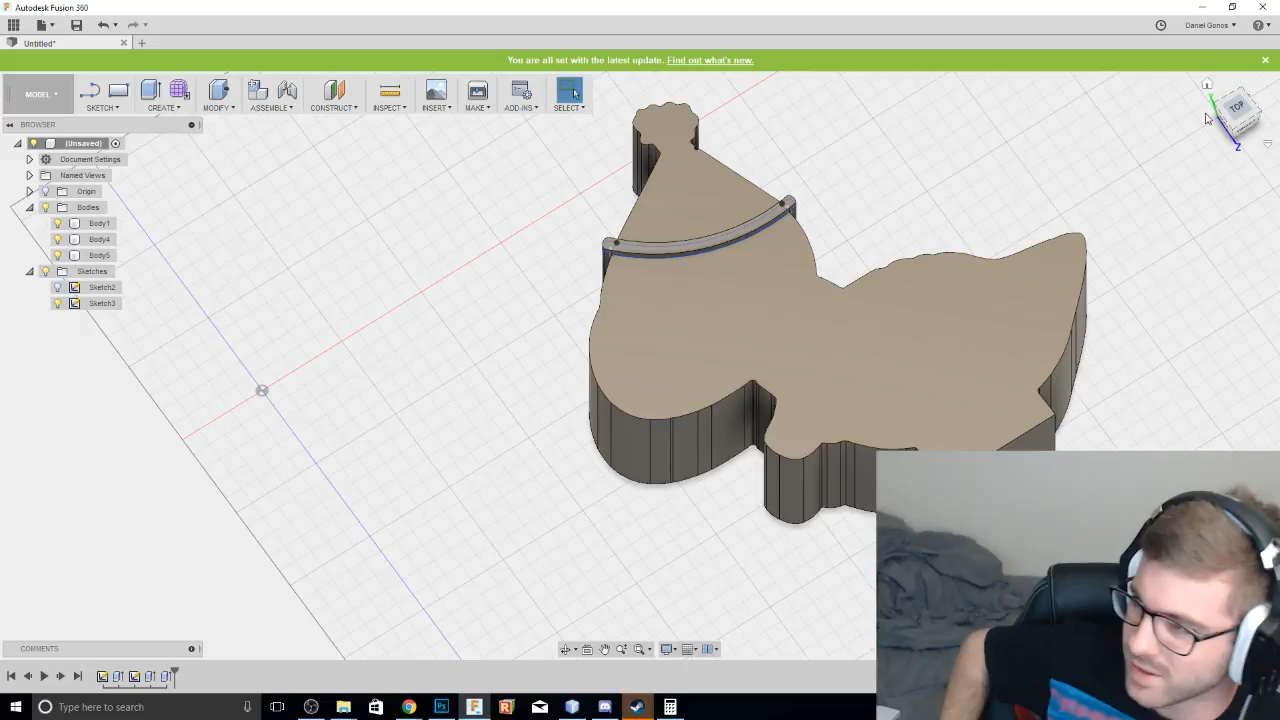 Autodesk Fusion 360
Daniel Gonos
Untitled*
You are all set with the latest update. Find out what's new.
MODEL
SKETCH
CREATE
MODIFY
ASSEMBLE
CONSTRUCT
INSPECT
INSERT
MAKE
ADD-INS
SELECT
BROWSER
(Unsaved)
Document Settings
Named Views
Origin
Bodies
Body1
Body4
Body5
Sketches
Sketch2
Sketch3
TOP
Z
COMMENTS
Type here to search